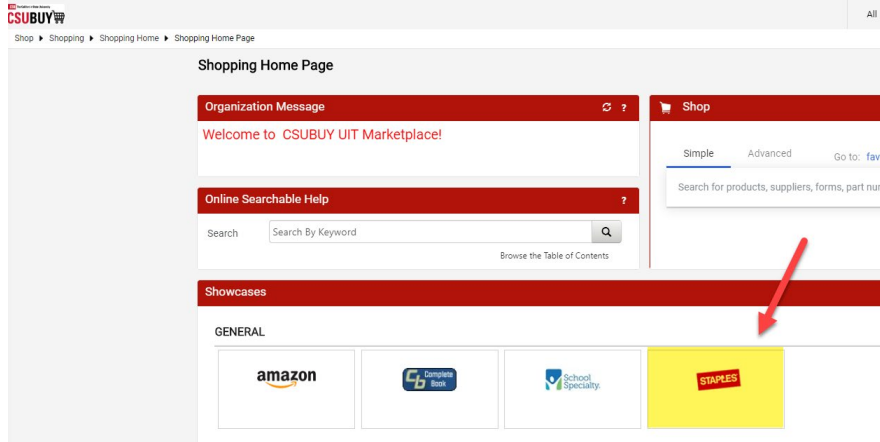 CSUBUY
All
Shop ▸ Shopping ▸ Shopping Home ▸ Shopping Home Page
Shopping Home Page
Organization Message ?
Welcome to CSUBUY UIT Marketplace!
Shop
Simple Advanced Go to: fav
Search for products, suppliers, forms, part nur
Online Searchable Help ?
Search Search By Keyword
Browse the Table of Contents
Showcases
GENERAL
amazon
Cb Complete Book
School Specialty.
STAPLES